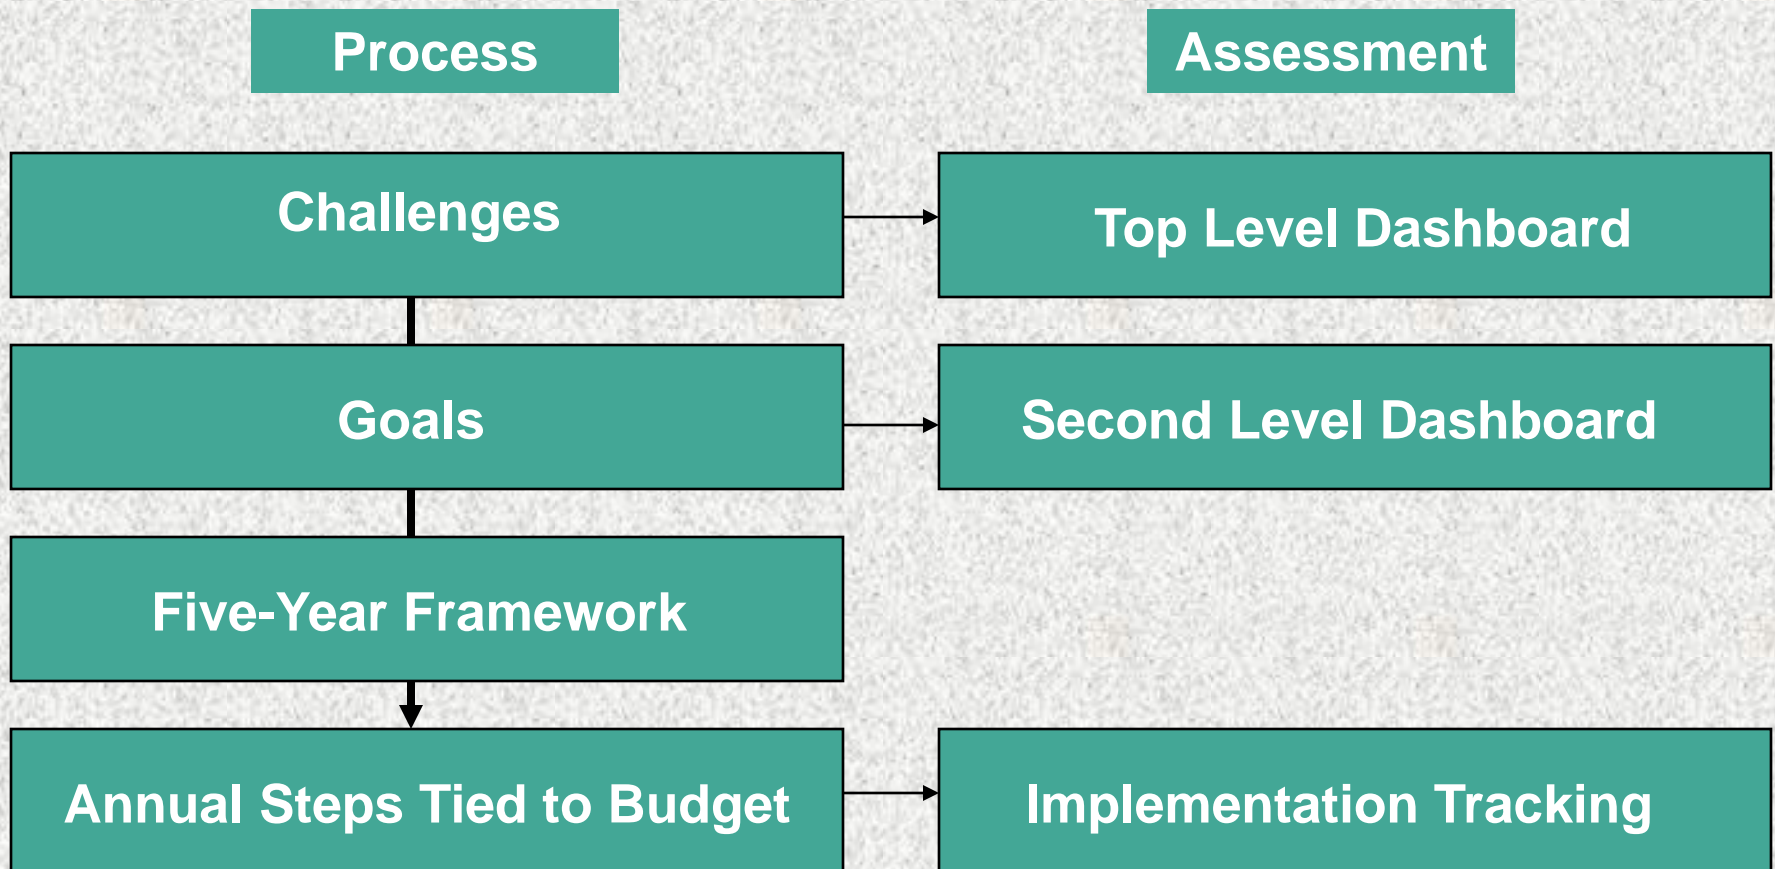 Process
Assessment
Challenges
Top Level Dashboard
Goals
Second Level Dashboard
Five-Year Framework
Annual Steps Tied to Budget
Implementation Tracking